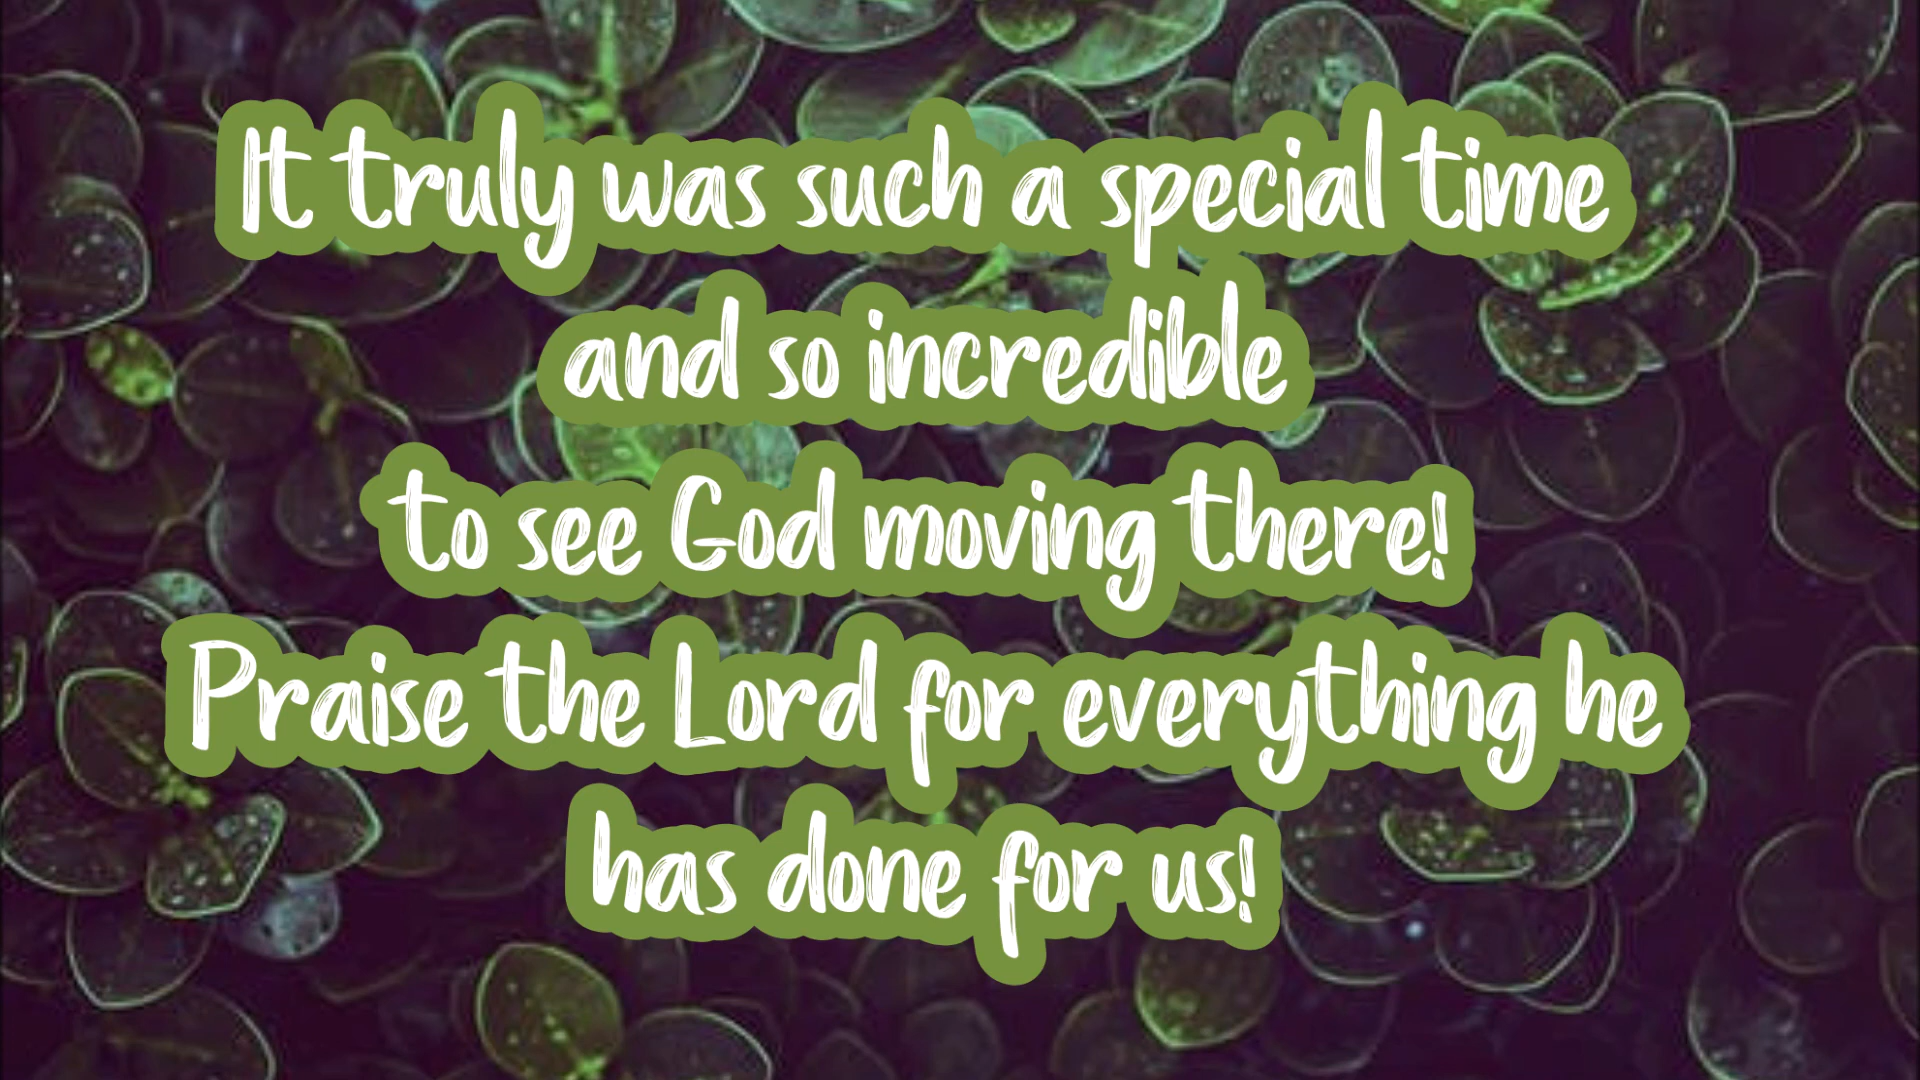 It truly was such a special time
and so incredible
to see God moving there!
Praise the Lord for everything he
has done for us!